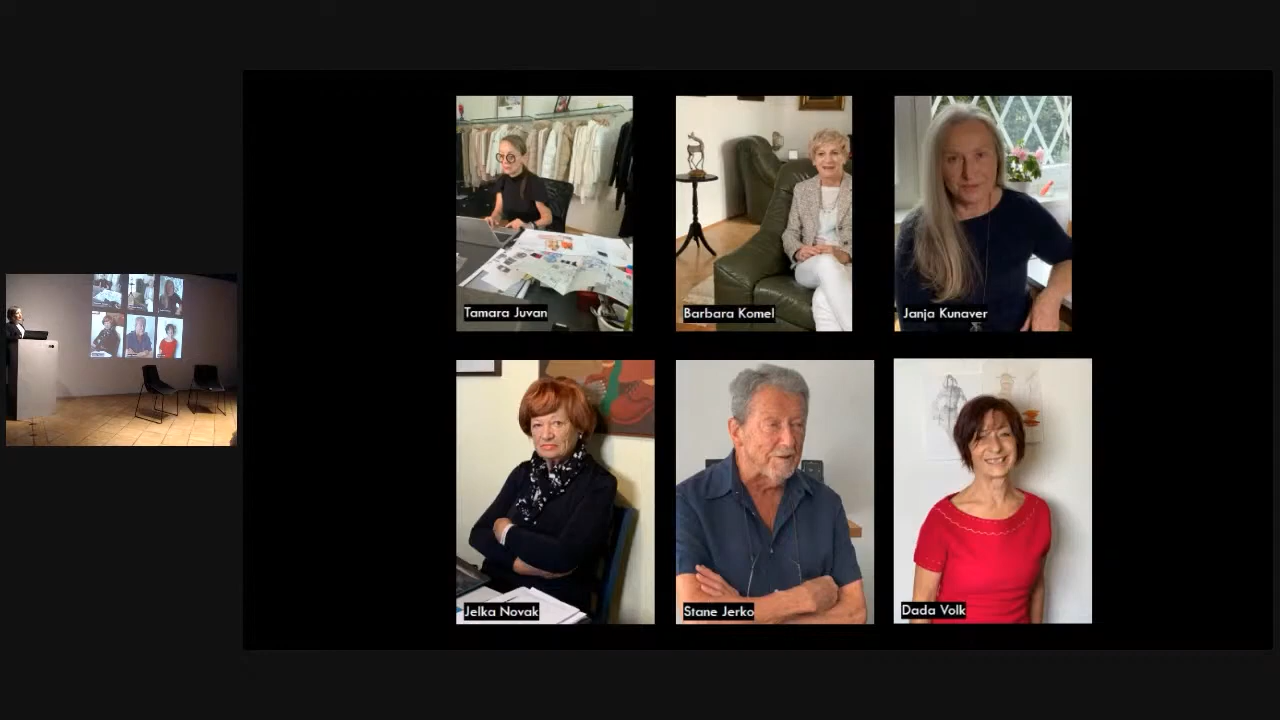 Tamara Juvan
Barbara Komel
Janja Kunaver
Jelka Novak
Stane Jerko
Dada Volk